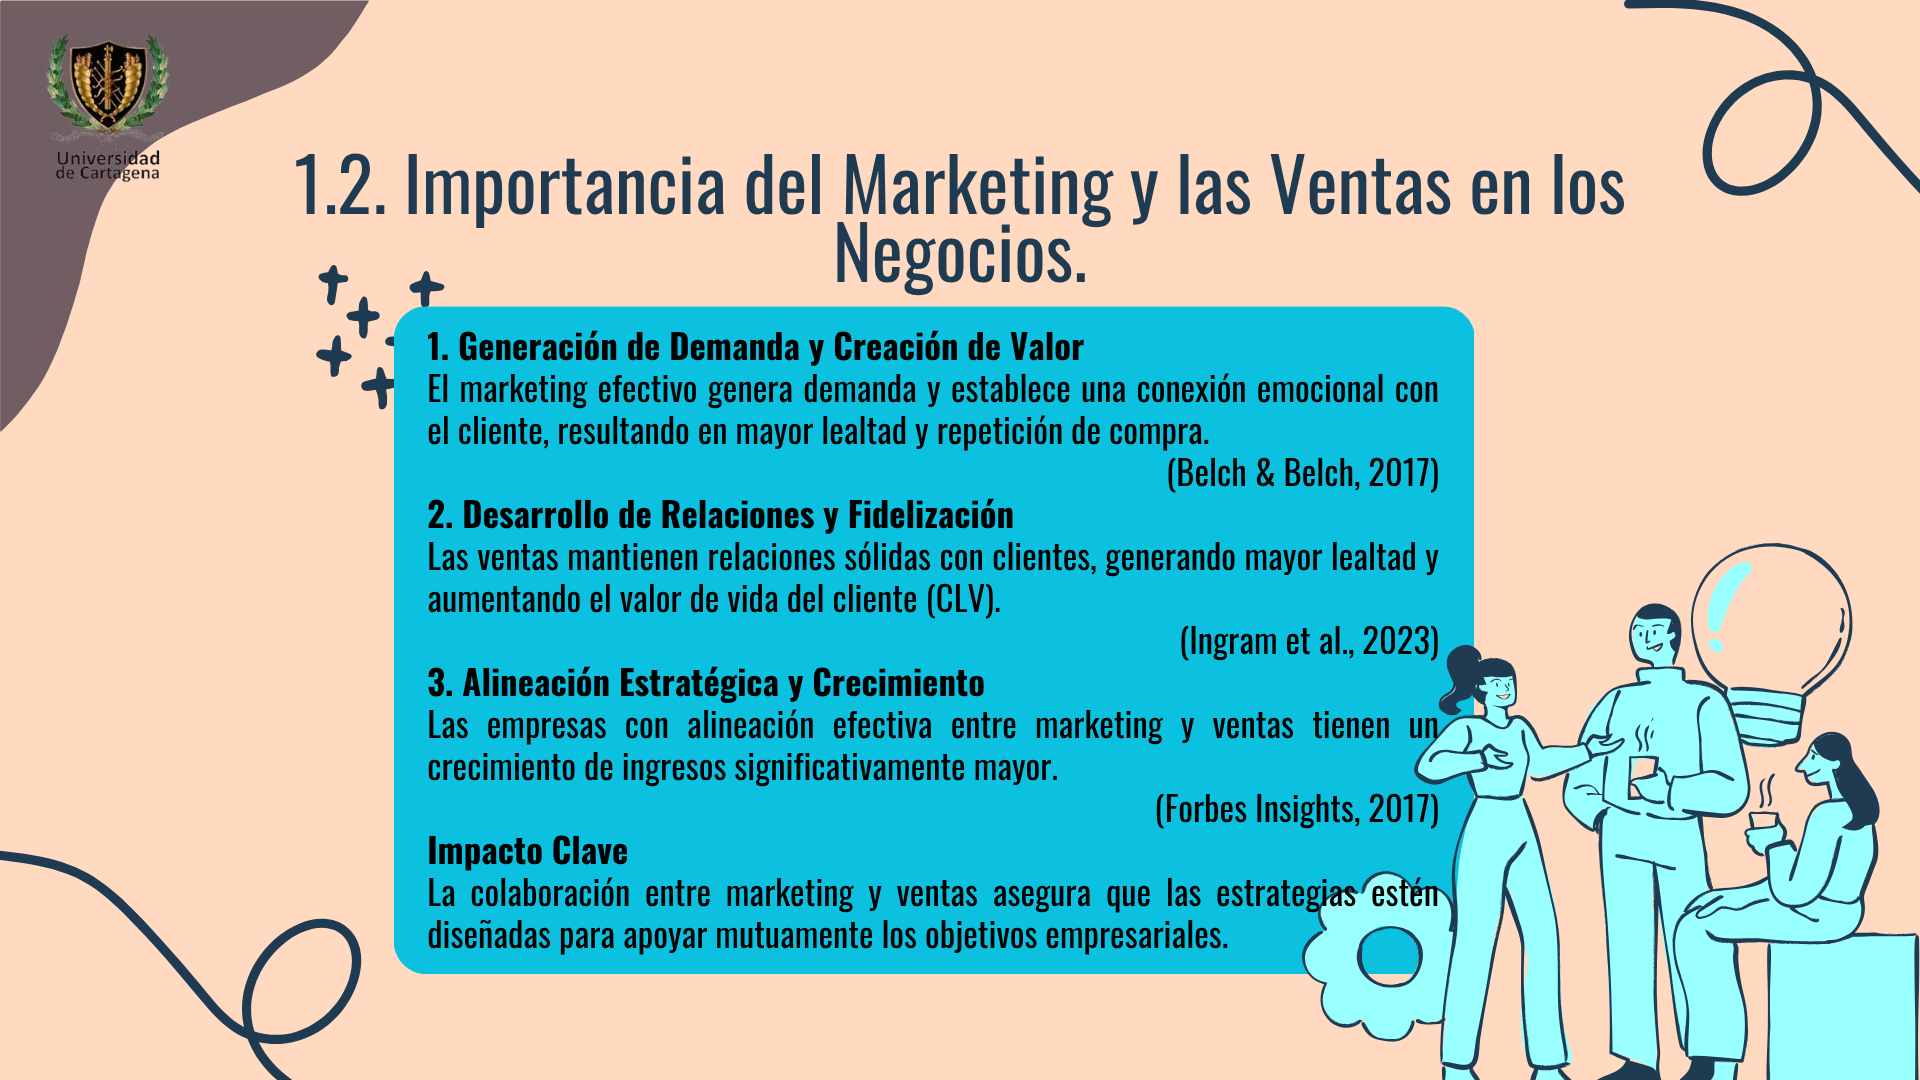 Universidad
de Cartagena
1.2. Importancia del Marketing y las Ventas en los
Negocios.
1. Generación de Demanda y Creación de Valor
El marketing efectivo genera demanda y establece una conexión emocional con
el cliente, resultando en mayor lealtad y repetición de compra.
(Belch & Belch, 2017)
2. Desarrollo de Relaciones y Fidelización
Las ventas mantienen relaciones sólidas con clientes, generando mayor lealtad y
aumentando el valor de vida del cliente (CLV).
(Ingram et al., 2023)
3. Alineación Estratégica y Crecimiento
Las empresas con alineación efectiva entre marketing y ventas tienen un
crecimiento de ingresos significativamente mayor.
(Forbes Insights, 2017)
Impacto Clave
La colaboración entre marketing y ventas asegura que las estrategias estén
diseñadas para apoyar mutuamente los objetivos empresariales.